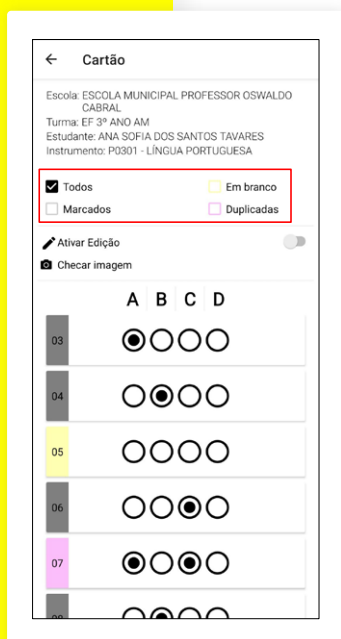 Cartão
Escola: ESCOLA MUNICIPAL PROFESSOR OSWALDO
CABRAL
Turma: EF 3º ANO AM
Estudante: ANA SOFIA DOS SANTOS TAVARES
Instrumento: P0301 - LÍNGUA PORTUGUESA
Todos Em branco
Marcados Duplicadas
Ativar Edição
Checar imagem
A B C D
03
04
05
06
07
08